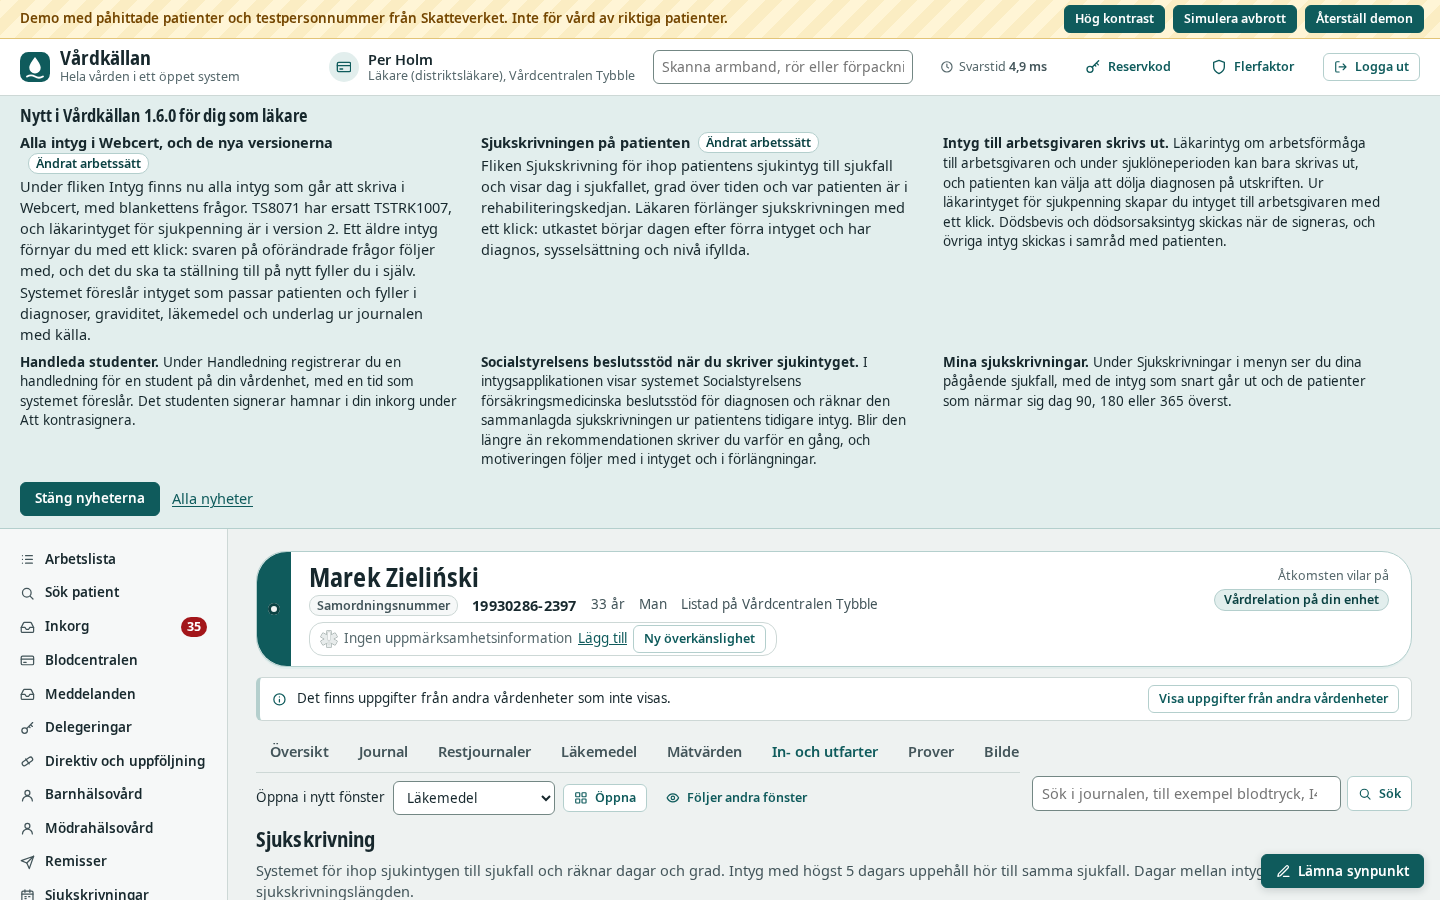 Demo med påhittade patienter och testpersonnummer från Skatteverket. Inte för vård av riktiga patienter.
Hög kontrast
Simulera avbrott
Återställ demon
Vårdkällan
Hela vården i ett öppet system
Per Holm
Läkare (distriktsläkare), Vårdcentralen Tybble
Skanna armband, rör eller förpackni
Svarstid 4,9 ms
Reservkod
Flerfaktor
Logga ut
Nytt i Vårdkällan 1.6.0 för dig som läkare
Alla intyg i Webcert, och de nya versionerna
Ändrat arbetssätt
Under fliken Intyg finns nu alla intyg som går att skriva i
Webcert, med blankettens frågor. TS8071 har ersatt TSTRK1007,
och läkarintyget för sjukpenning är i version 2. Ett äldre intyg
förnyar du med ett klick: svaren på oförändrade frågor följer
med, och det du ska ta ställning till på nytt fyller du i själv.
Systemet föreslår intyget som passar patienten och fyller i
diagnoser, graviditet, läkemedel och underlag ur journalen
med källa.
Sjukskrivningen på patienten Ändrat arbetssätt
Fliken Sjukskrivning för ihop patientens sjukintyg till sjukfall
och visar dag i sjukfallet, grad över tiden och var patienten är i
rehabiliteringskedjan. Läkaren förlänger sjukskrivningen med
ett klick: utkastet börjar dagen efter förra intyget och har
diagnos, sysselsättning och nivå ifyllda.
Intyg till arbetsgivaren skrivs ut. Läkarintyg om arbetsförmåga
till arbetsgivaren och under sjuklöneperioden kan bara skrivas ut,
och patienten kan välja att dölja diagnosen på utskriften. Ur
läkarintyget för sjukpenning skapar du intyget till arbetsgivaren med
ett klick. Dödsbevis och dödsorsaksintyg skickas när de signeras, och
övriga intyg skickas i samråd med patienten.
Handleda studenter. Under Handledning registrerar du en
handledning för en student på din vårdenhet, med en tid som
systemet föreslår. Det studenten signerar hamnar i din inkorg under
Att kontrasignera.
Socialstyrelsens beslutsstöd när du skriver sjukintyget. I
intygsapplikationen visar systemet Socialstyrelsens
försäkringsmedicinska beslutsstöd för diagnosen och räknar den
sammanlagda sjukskrivningen ur patientens tidigare intyg. Blir den
längre än rekommendationen skriver du varför en gång, och
motiveringen följer med i intyget och i förlängningar.
Mina sjukskrivningar. Under Sjukskrivningar i menyn ser du dina
pågående sjukfall, med de intyg som snart går ut och de patienter
som närmar sig dag 90, 180 eller 365 överst.
Stäng nyheterna
Alla nyheter
Arbetslista
Sök patient
Inkorg 35
Blodcentralen
Meddelanden
Delegeringar
Direktiv och uppföljning
Barnhälsovård
Mödrahälsovård
Remisser
Sjukskrivningar
Marek Zieliński
Samordningsnummer 19930286-2397 33 år Man Listad på Vårdcentralen Tybble
Ingen uppmärksamhetsinformation Lägg till Ny överkänslighet
Åtkomsten vilar på
Vårdrelation på din enhet
Det finns uppgifter från andra vårdenheter som inte visas.
Visa uppgifter från andra vårdenheter
Översikt Journal Restjournaler Läkemedel Mätvärden In- och utfarter Prover Bilde
Öppna i nytt fönster Läkemedel Öppna Följer andra fönster
Sök i journalen, till exempel blodtryck, I
Sök
Sjukskrivning
Systemet för ihop sjukintygen till sjukfall och räknar dagar och grad. Intyg med högst 5 dagars uppehåll hör till samma sjukfall. Dagar mellan intyg
sjukskrivningslängden.
Lämna synpunkt